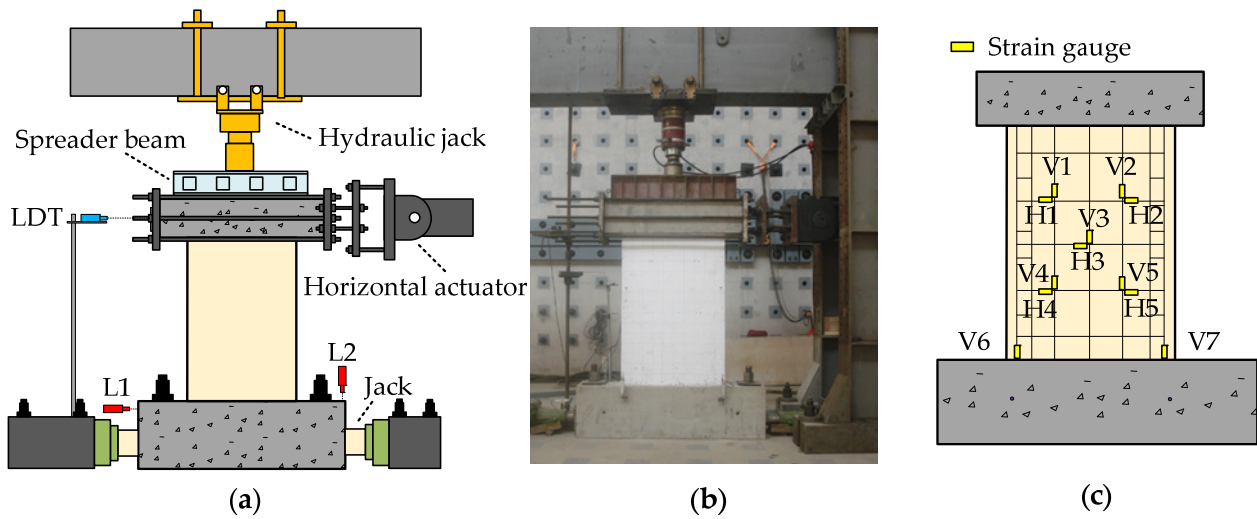 Hydraulic jack
Spreader beam
LDT
Horizontal actuator
L1
L2
Jack
(a)
(b)
Strain gauge
V1
V2
H1
H2
V3
H3
V4
V5
H4
H5
V6
V7
(c)